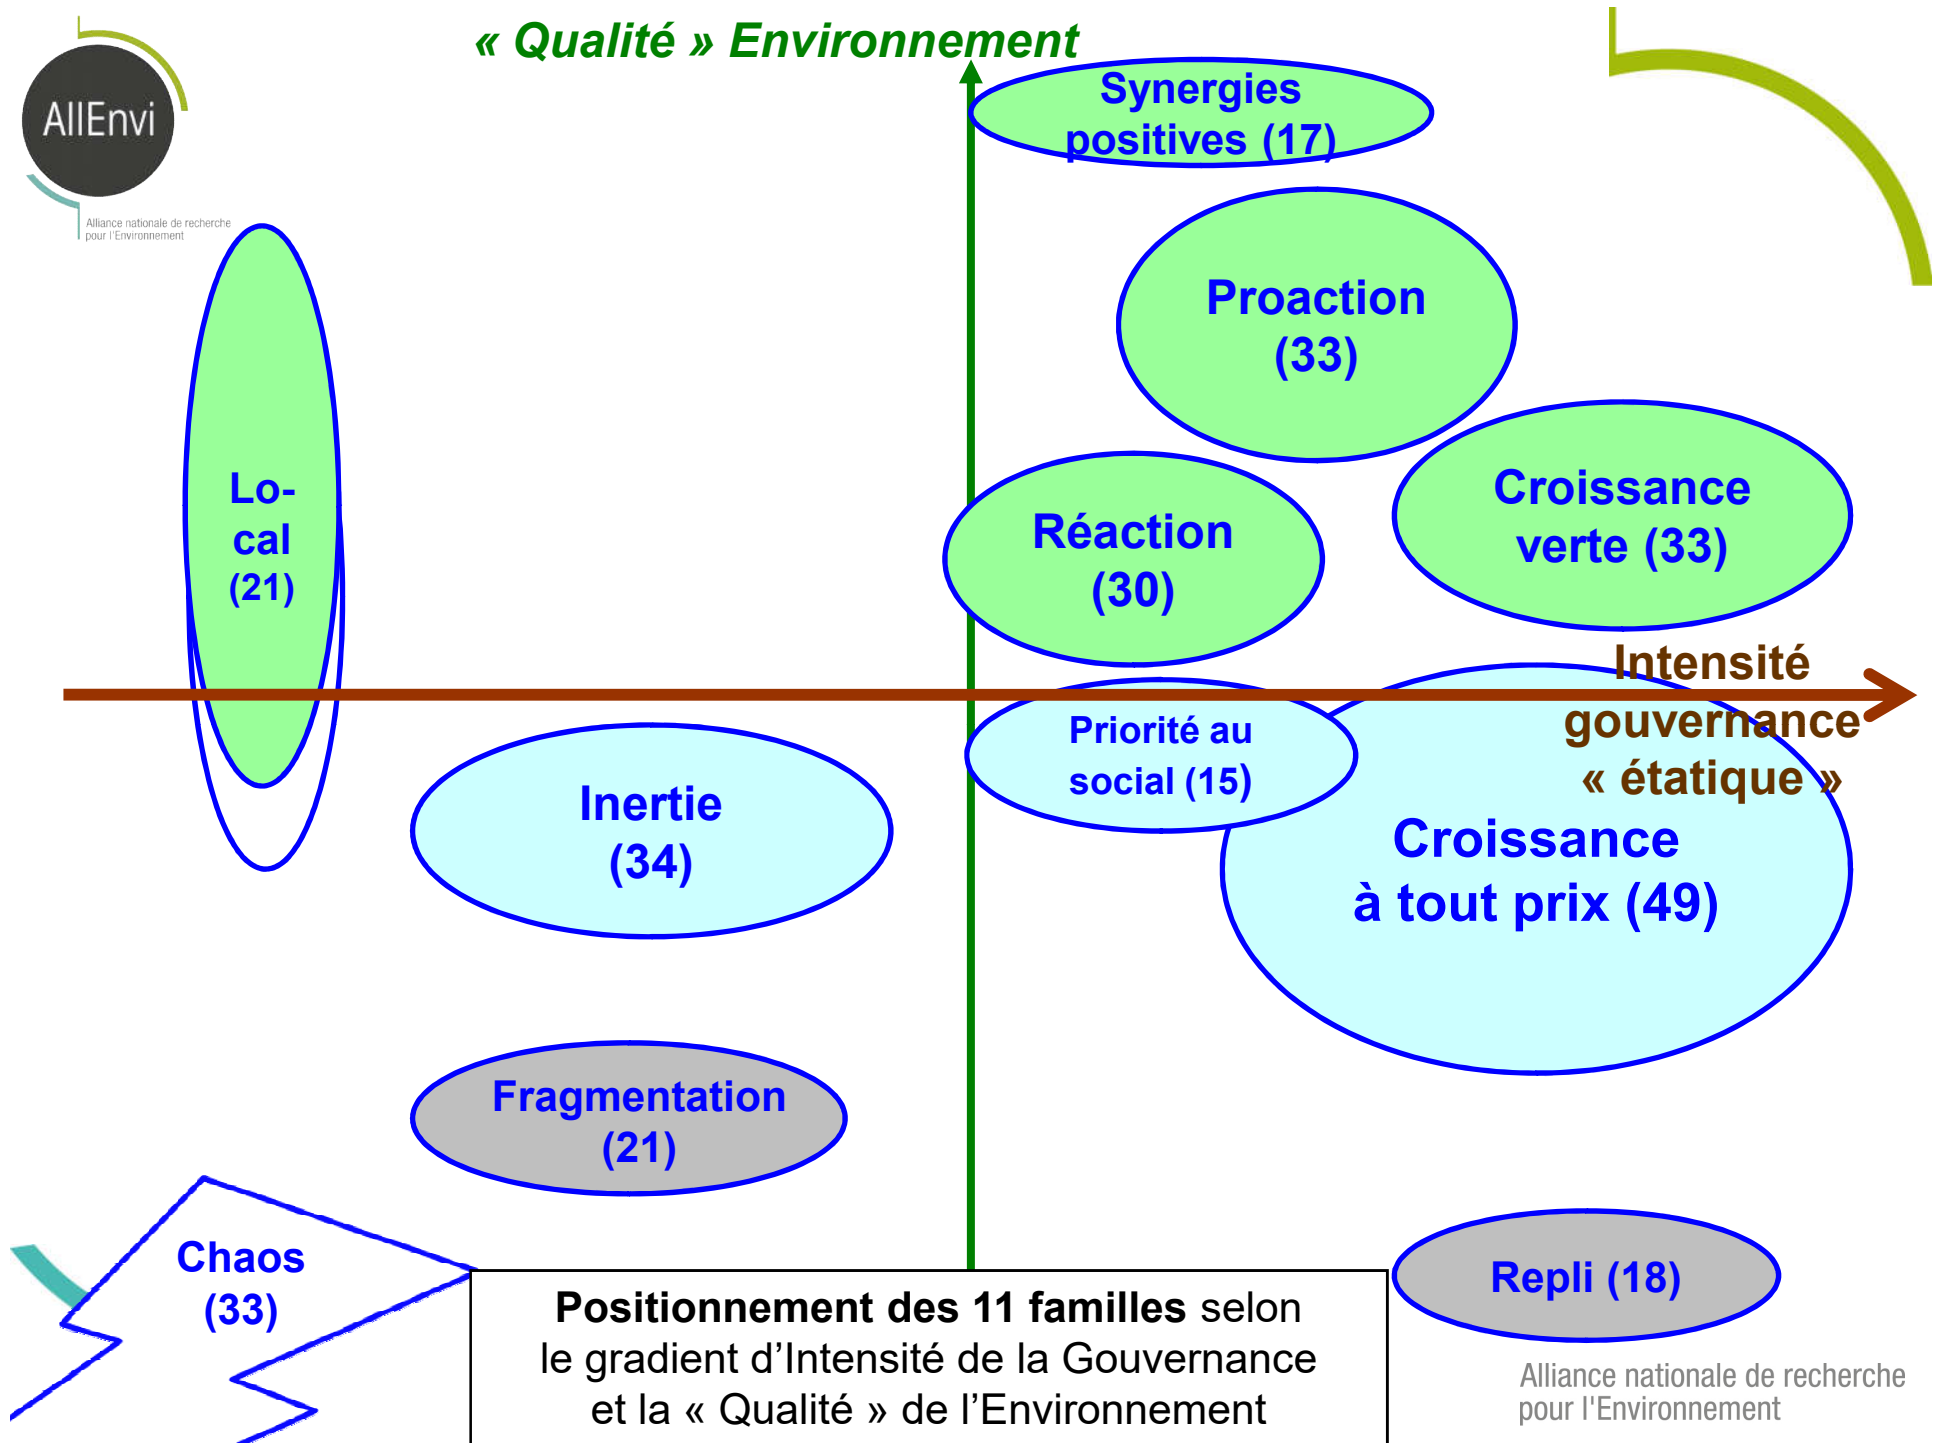 « Qualité » Environnement
AllEnvi
Alliance nationale de recherche
pour l'Environnement
Synergies
positives (17)
Proaction
(33)
Croissance
verte (33)
Lo-
cal
(21)
Réaction
(30)
Intensité
gouvernance
« étatique »
Priorité au
social (15)
Inertie
(34)
Croissance
à tout prix (49)
Fragmentation
(21)
Chaos
(33)
Repli (18)
Positionnement des 11 familles selon
le gradient d’Intensité de la Gouvernance
et la « Qualité » de l’Environnement
Alliance nationale de recherche
pour l'Environnement